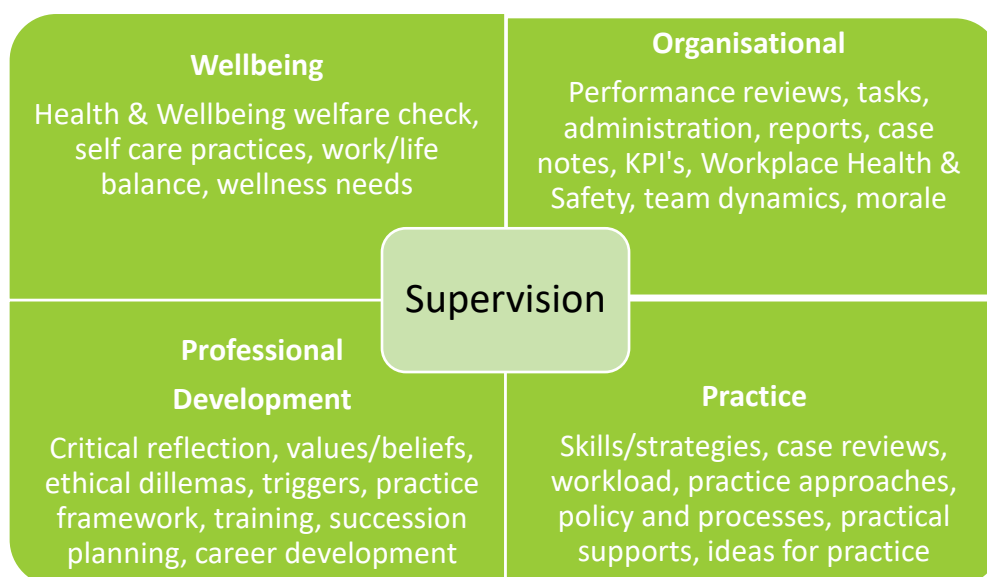 Wellbeing
Health & Wellbeing welfare check,
self care practices, work/life
balance, wellness needs
Organisational
Performance reviews, tasks,
administration, reports, case
notes, KPI's, Workplace Health &
Safety, team dynamics, morale
Supervision
Professional
Development
Critical reflection, values/beliefs,
ethical dillemas, triggers, practice
framework, training, succession
planning, career development
Practice
Skills/strategies, case reviews,
workload, practice approaches,
policy and processes, practical
supports, ideas for practice